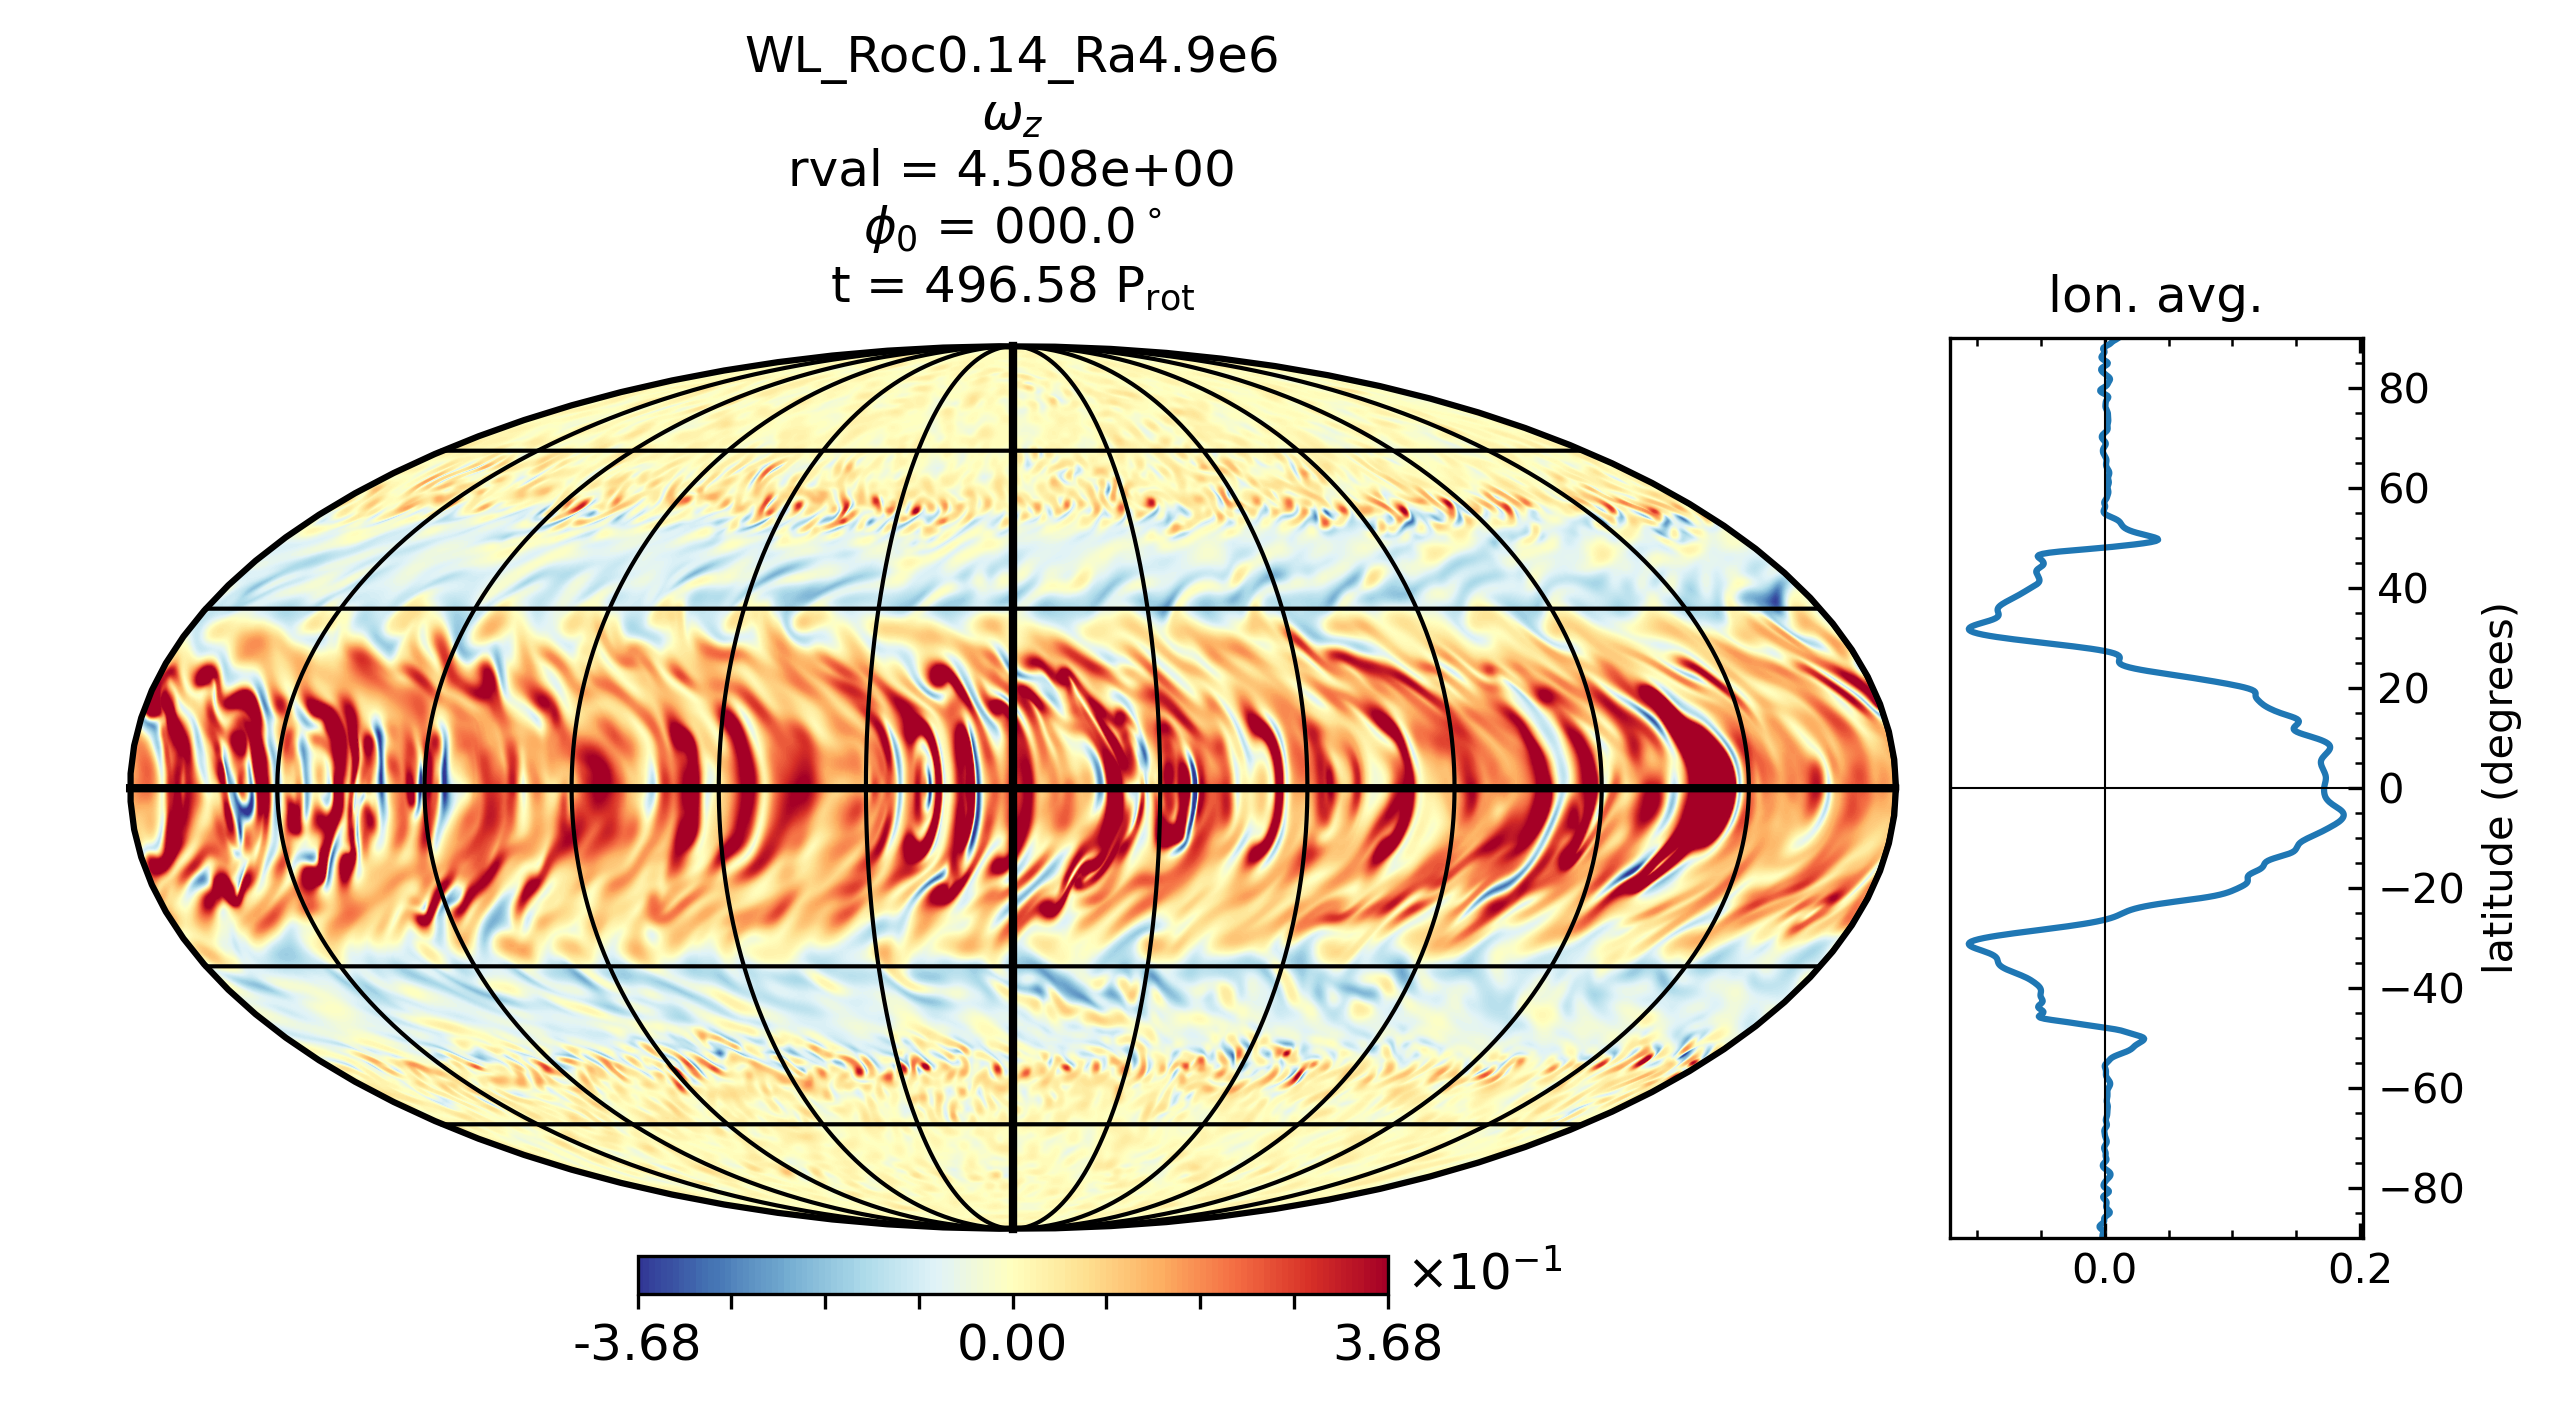 WL_Roc0.14_Ra4.9e6
ω_z
rval = 4.508e+00
ϕ₀ = 000.0°
t = 496.58 P_rot
lon. avg.
80
60
40
20
0
−20
−40
−60
−80
latitude (degrees)
0.0 0.2
×10⁻¹
-3.68 0.00 3.68